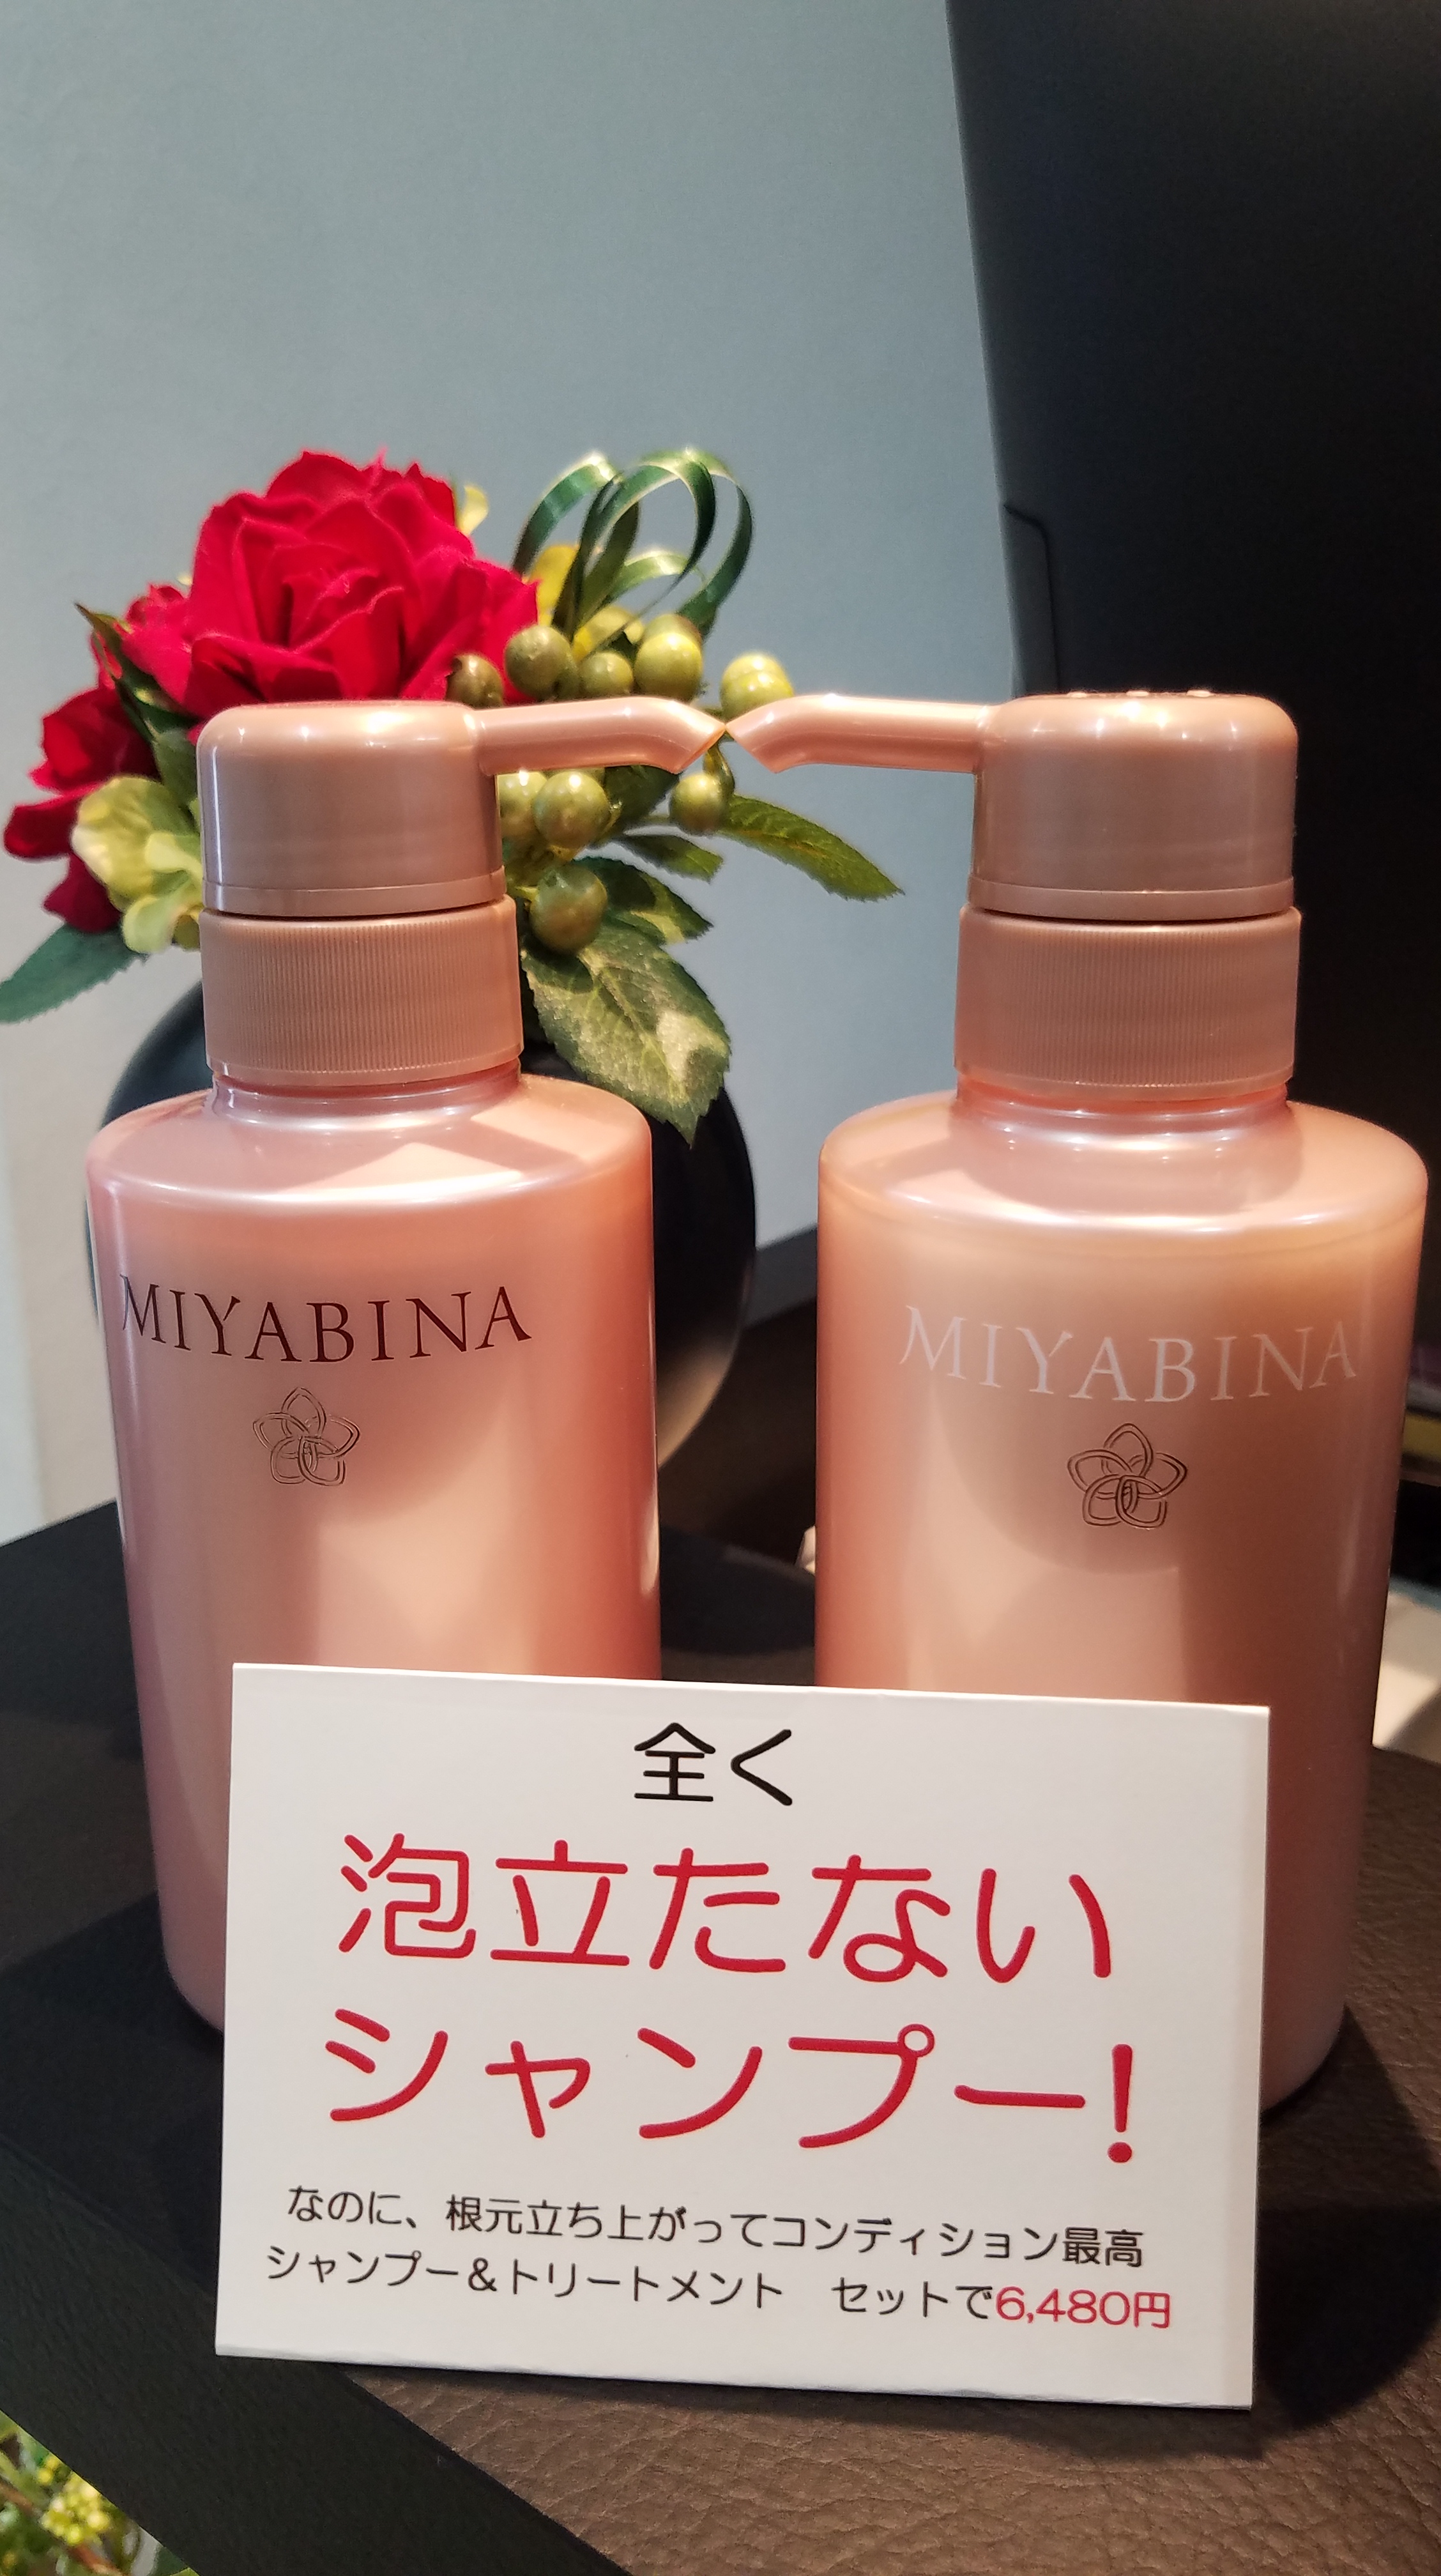 MIYABINA
MIYABINA
全く
泡立たない
シャンプー!
なのに、根元立ち上がってコンディション最高
シャンプー&トリートメント　セットで6,480円